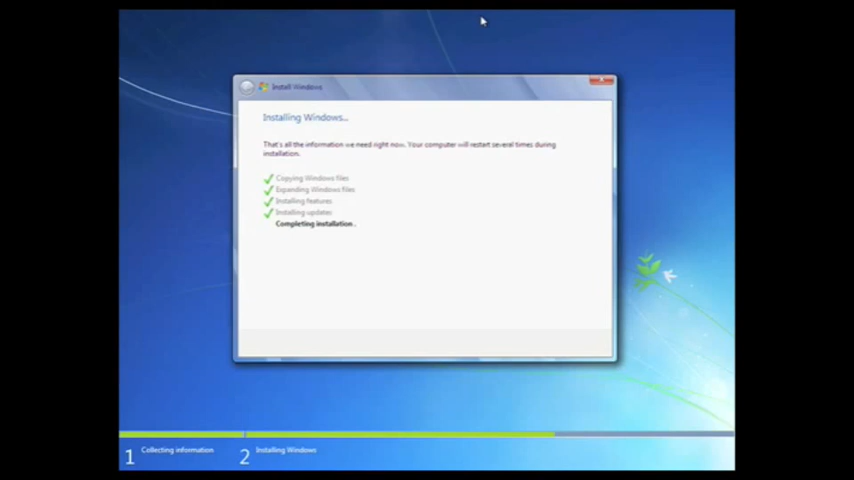 Install Windows
Installing Windows...
That's all the information we need right now. Your computer will restart several times during
installation.
Copying Windows files
Expanding Windows files
Installing features
Installing updates
Completing installation .
1 Collecting information
2 Installing Windows